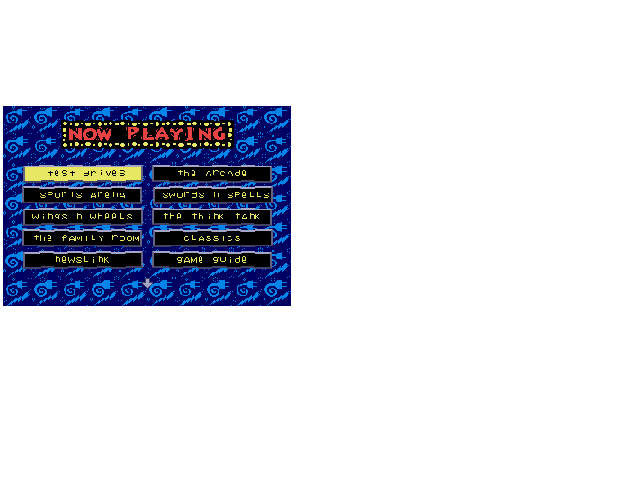 NOW PLAYING
test drives
the Arcade
sports Arena
swords n spells
wings n wheels
the think tank
the fAMily rooM
CLASSICS
newsLink
gAMe guide